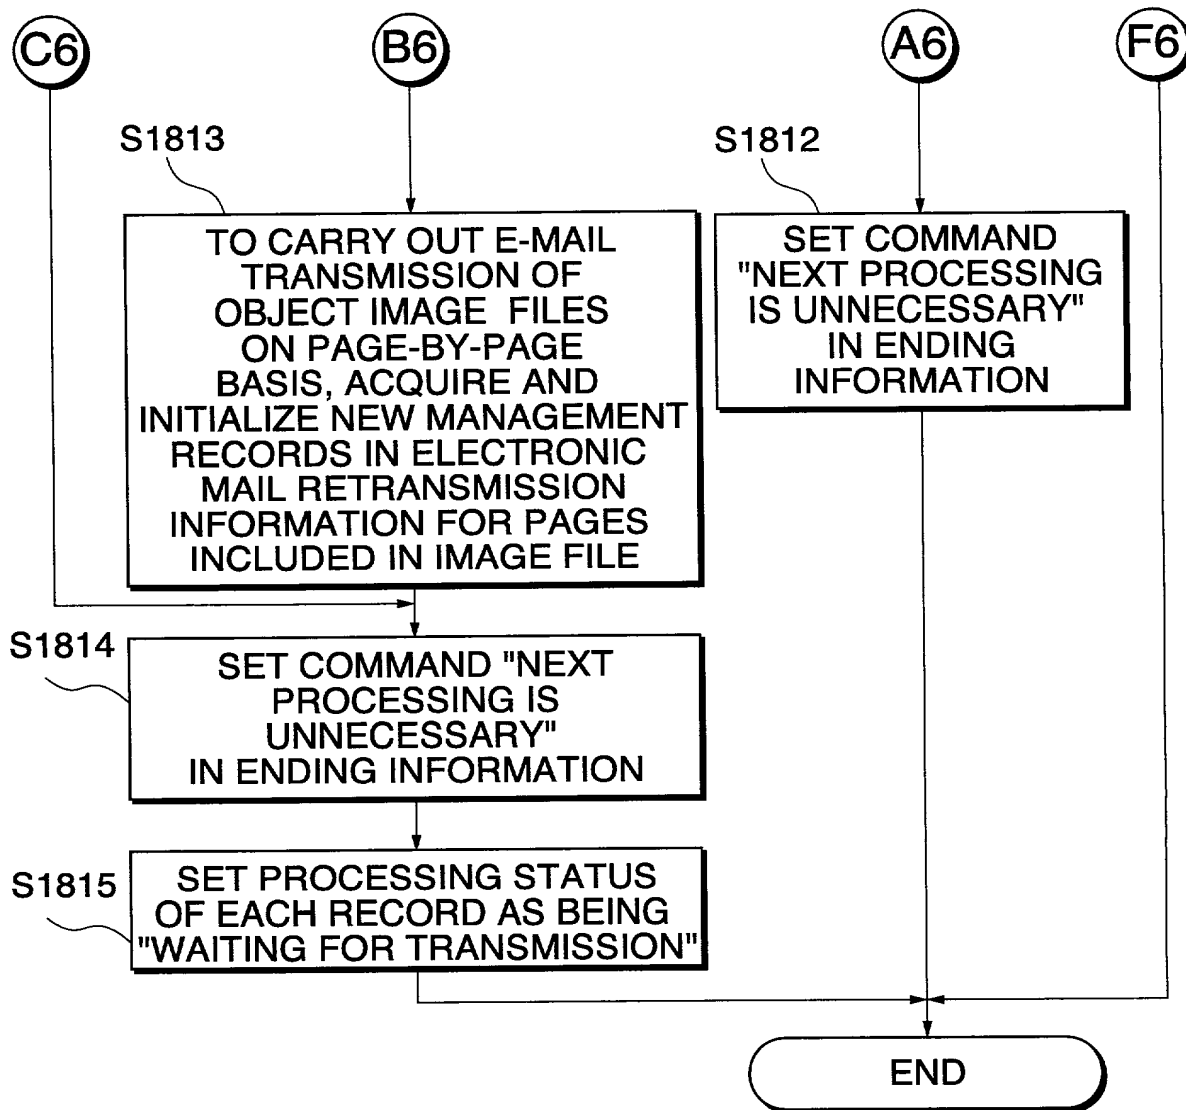 C6
B6
A6
F6
S1813
S1812
TO CARRY OUT E-MAIL
TRANSMISSION OF
OBJECT IMAGE FILES
ON PAGE-BY-PAGE
BASIS, ACQUIRE AND
INITIALIZE NEW MANAGEMENT
RECORDS IN ELECTRONIC
MAIL RETRANSMISSION
INFORMATION FOR PAGES
INCLUDED IN IMAGE FILE
SET COMMAND
"NEXT PROCESSING
IS UNNECESSARY"
IN ENDING
INFORMATION
S1814
SET COMMAND "NEXT
PROCESSING IS
UNNECESSARY"
IN ENDING INFORMATION
S1815
SET PROCESSING STATUS
OF EACH RECORD AS BEING
"WAITING FOR TRANSMISSION"
END